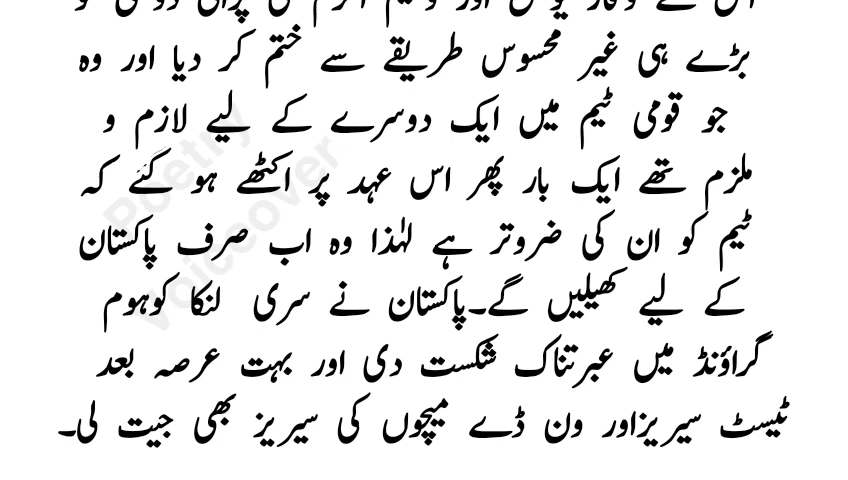 بڑے ہی غیر محسوس طریقے سے ختم کر دیا اور وہ
جو قومی ٹیم میں ایک دوسرے کے لیے لازم و
ملزم تھے ایک بار پھر اس عہد پر اکٹھے ہو گئے کہ
ٹیم کو ان کی ضروتر ہے لہٰذا وہ اب صرف پاکستان
کے لیے کھیلیں گے۔پاکستان نے سری لنکا کوہوم
گراؤنڈ میں عبرتناک شکست دی اور بہت عرصہ بعد
ٹیسٹ سیریزاور ون ڈے میچوں کی سیریز بھی جیت لی۔
Poetry
Voiceover